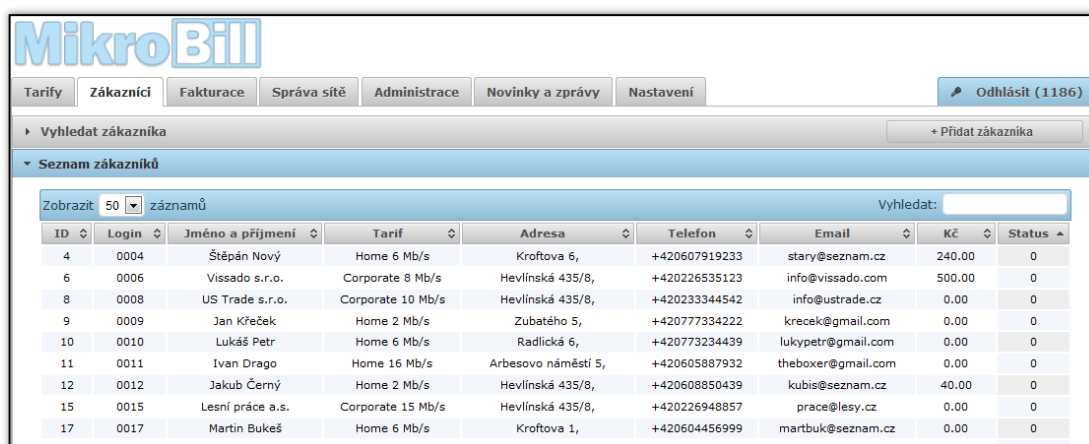 MikroBill
Tarify Zákazníci Fakturace Správa sítě Administrace Novinky a zprávy Nastavení Odhlásit (1186)
Vyhledat zákazníka + Přidat zákazníka
Seznam zákazníků
Zobrazit 50 záznamů Vyhledat:
ID Login Jméno a příjmení Tarif Adresa Telefon Email Kč Status
4 0004 Štěpán Nový Home 6 Mb/s Kroftova 6, +420607919233 stary@seznam.cz 240.00 0
6 0006 Vissado s.r.o. Corporate 8 Mb/s Hevlínská 435/8, +420226535123 info@vissado.com 500.00 0
8 0008 US Trade s.r.o. Corporate 10 Mb/s Hevlínská 435/8, +420233344542 info@ustrade.cz 0.00 0
9 0009 Jan Křeček Home 2 Mb/s Zubatého 5, +420777334222 krecek@gmail.com 0.00 0
10 0010 Lukáš Petr Home 6 Mb/s Radlická 6, +420773234439 lukypetr@gmail.com 0.00 0
11 0011 Ivan Drago Home 16 Mb/s Arbesovo náměstí 5, +420605887932 theboxer@gmail.com 0.00 0
12 0012 Jakub Černý Home 2 Mb/s Hevlínská 435/8, +420608850439 kubis@seznam.cz 40.00 0
15 0015 Lesní práce a.s. Corporate 15 Mb/s Hevlínská 435/8, +420226948857 prace@lesy.cz 0.00 0
17 0017 Martin Bukeš Home 6 Mb/s Kroftova 1, +420604456999 martbuk@seznam.cz 0.00 0